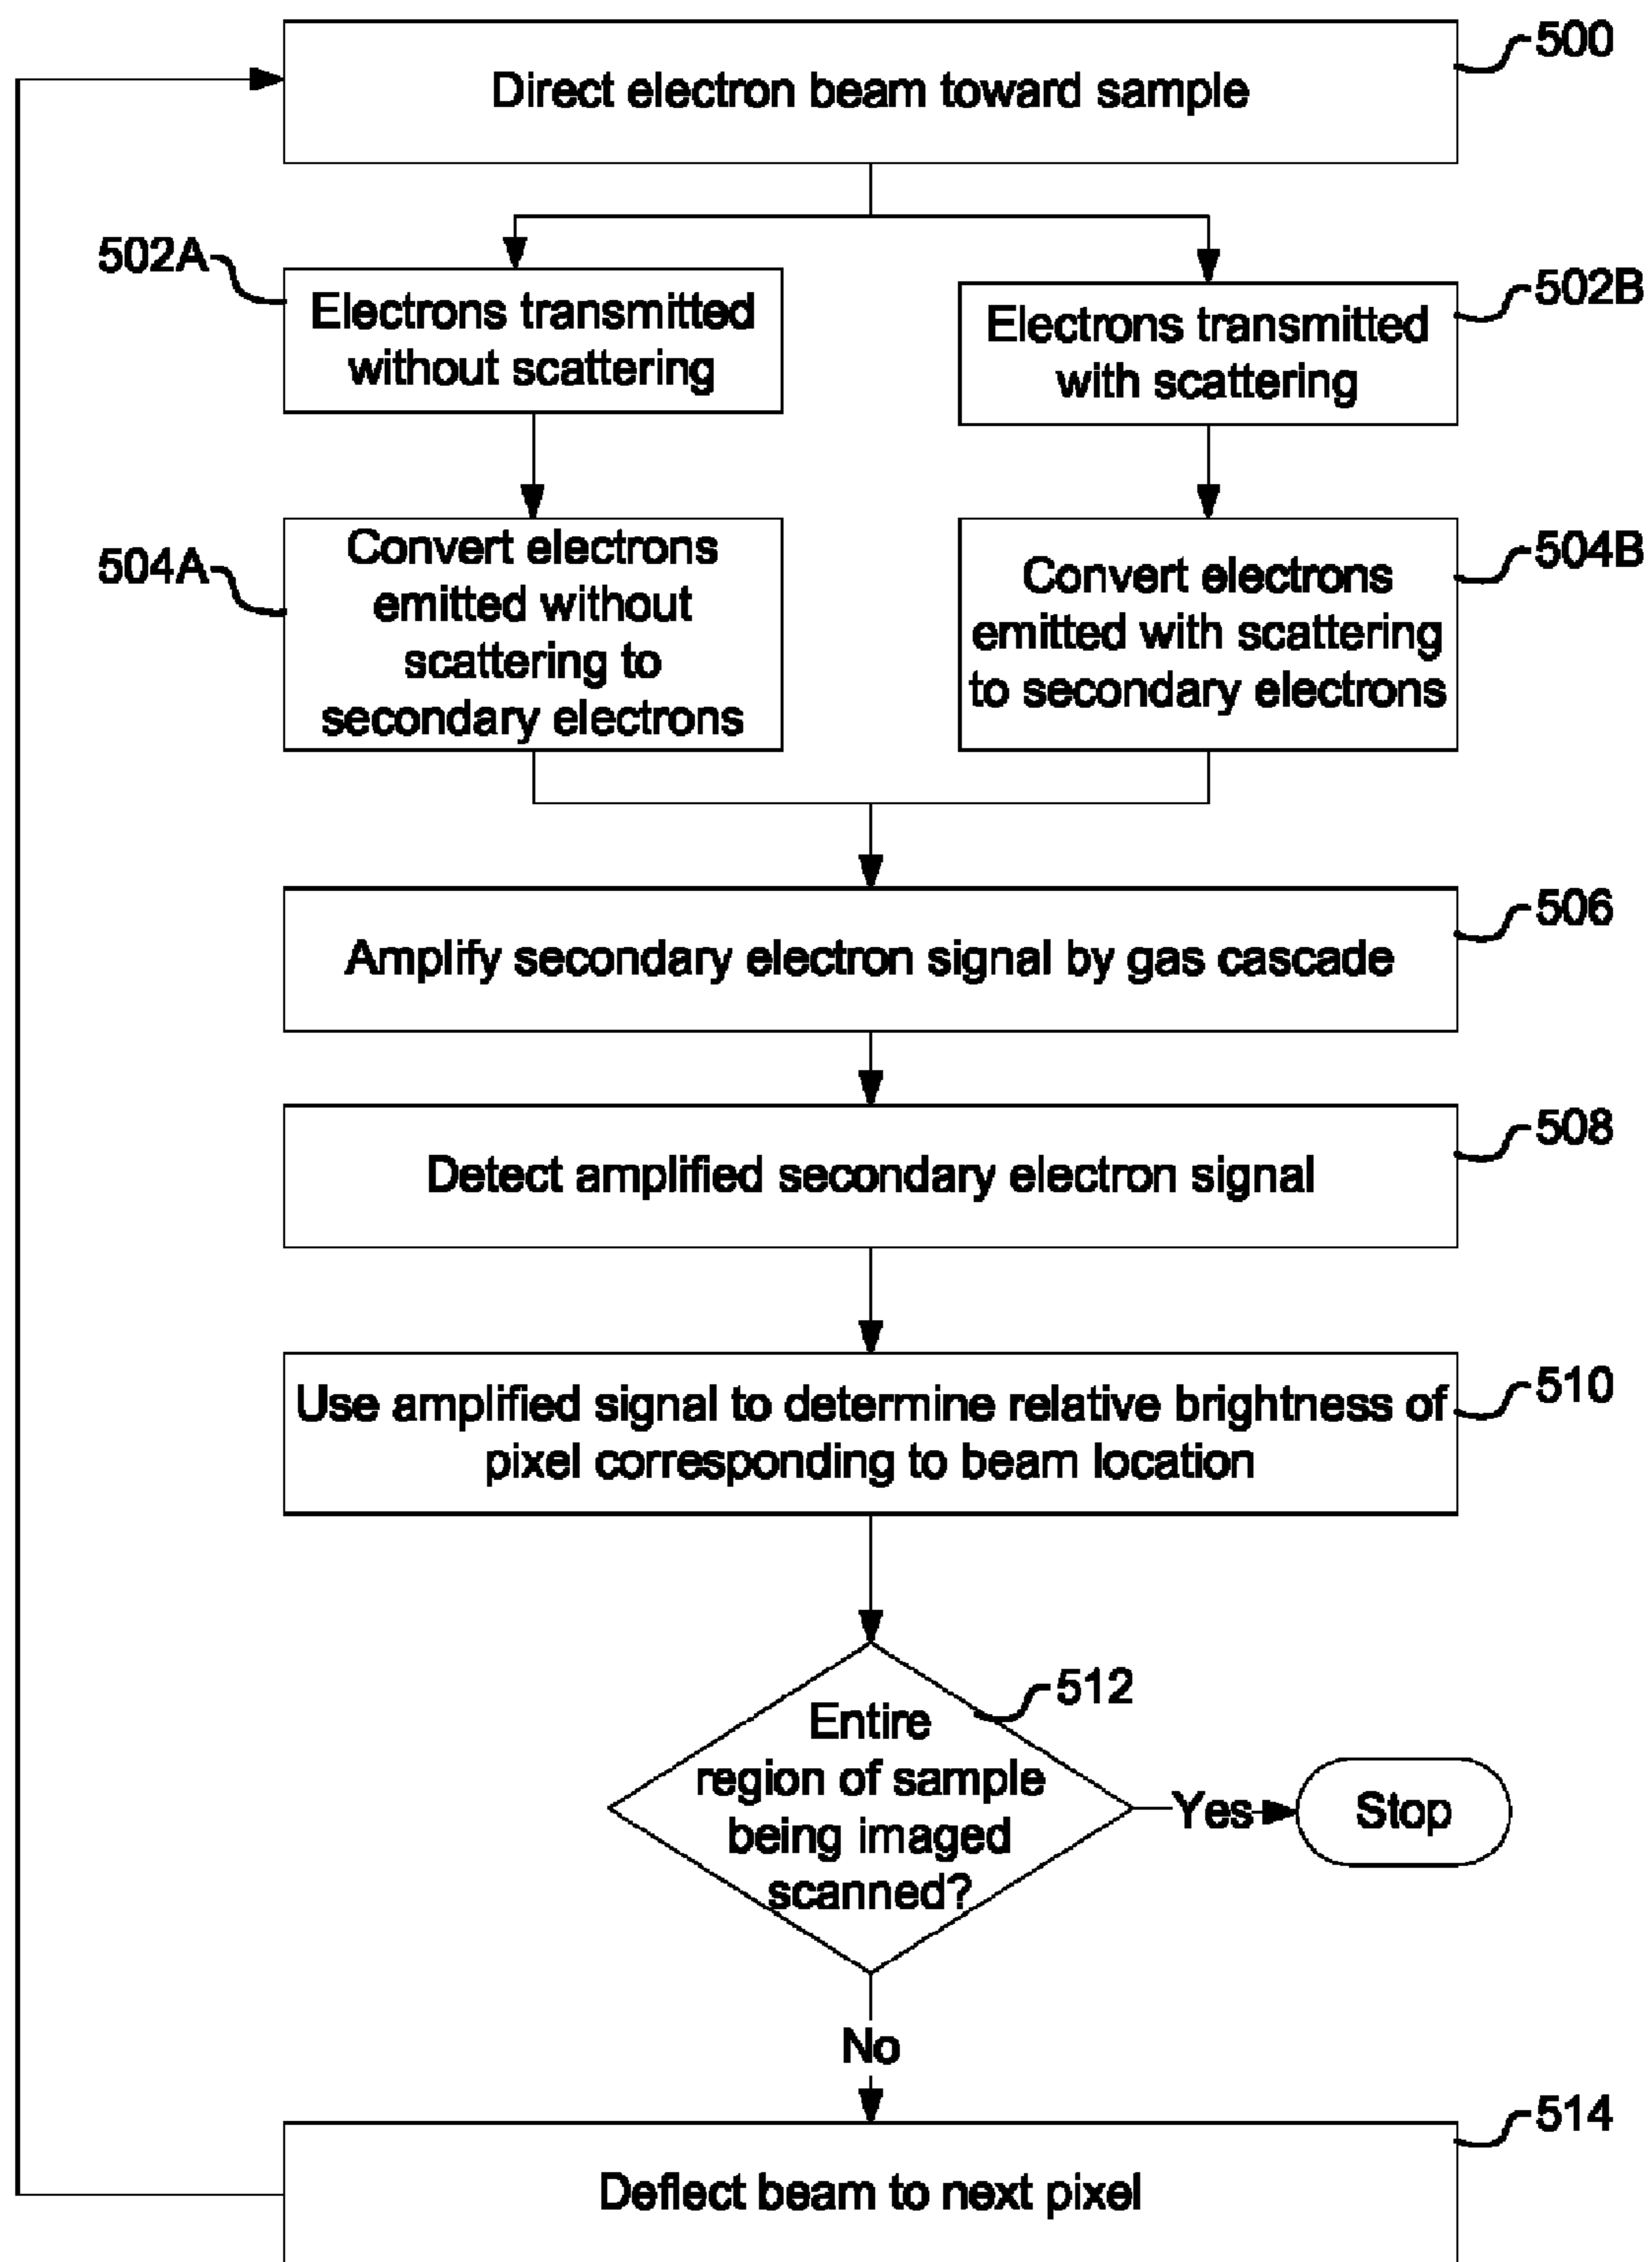 500
Direct electron beam toward sample
502A
Electrons transmitted
without scattering
502B
Electrons transmitted
with scattering
504A
Convert electrons
emitted without
scattering to
secondary electrons
504B
Convert electrons
emitted with scattering
to secondary electrons
506
Amplify secondary electron signal by gas cascade
508
Detect amplified secondary electron signal
510
Use amplified signal to determine relative brightness of
pixel corresponding to beam location
512
Entire
region of sample
being imaged
scanned?
Yes
Stop
No
514
Deflect beam to next pixel